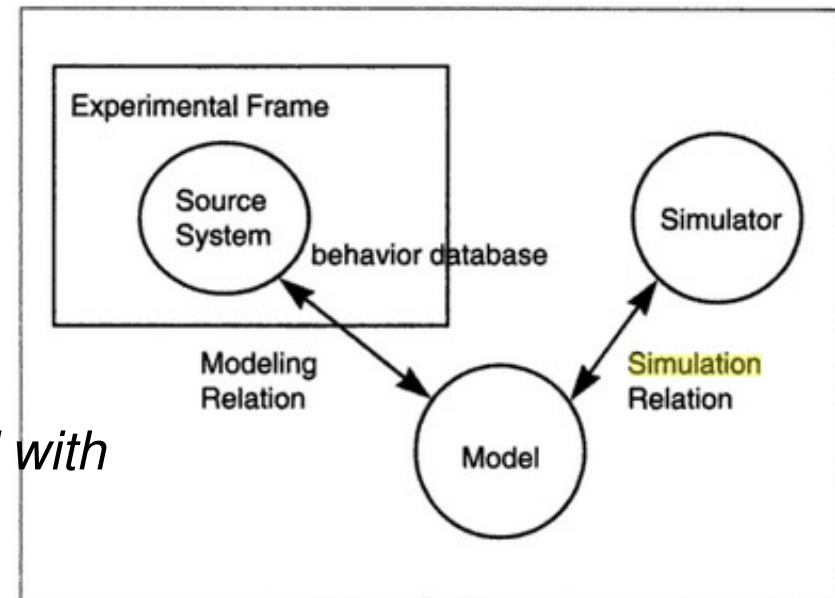 Experimental Frame
Source
System
behavior database
Simulator
Modeling
Relation
Simulation
Relation
with
Model